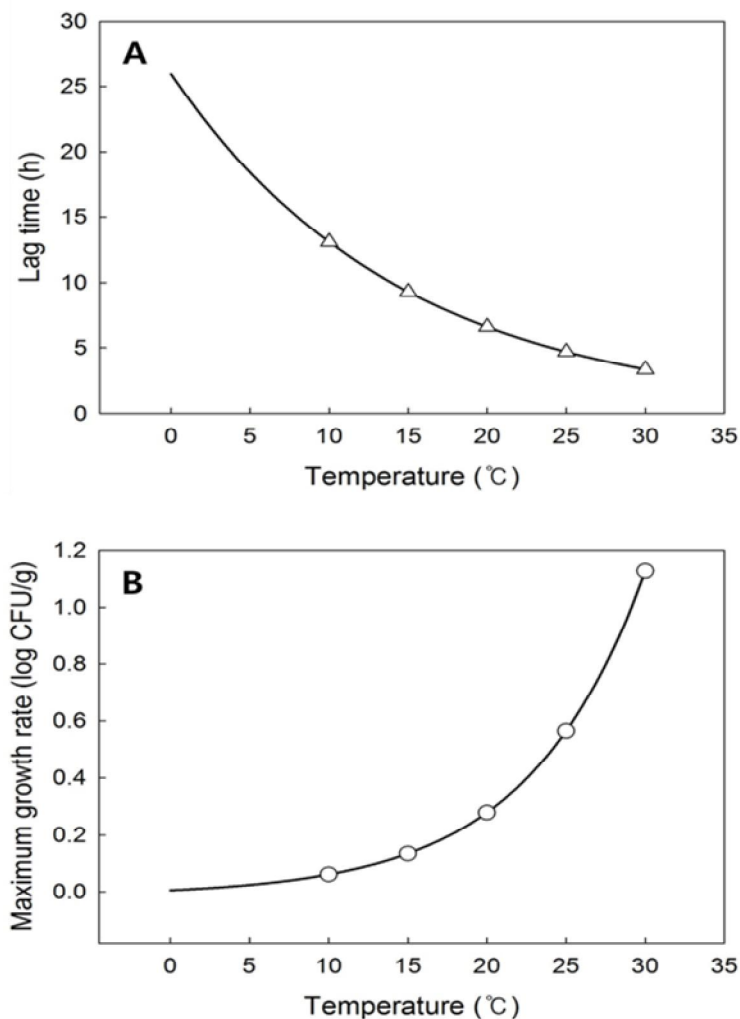 A
30
25
20
15
10
5
0
Lag time (h)
0 5 10 15 20 25 30 35
Temperature (℃)
B
1.2
1.0
0.8
0.6
0.4
0.2
0.0
Maximum growth rate (log CFU/g)
0 5 10 15 20 25 30 35
Temperature (℃)